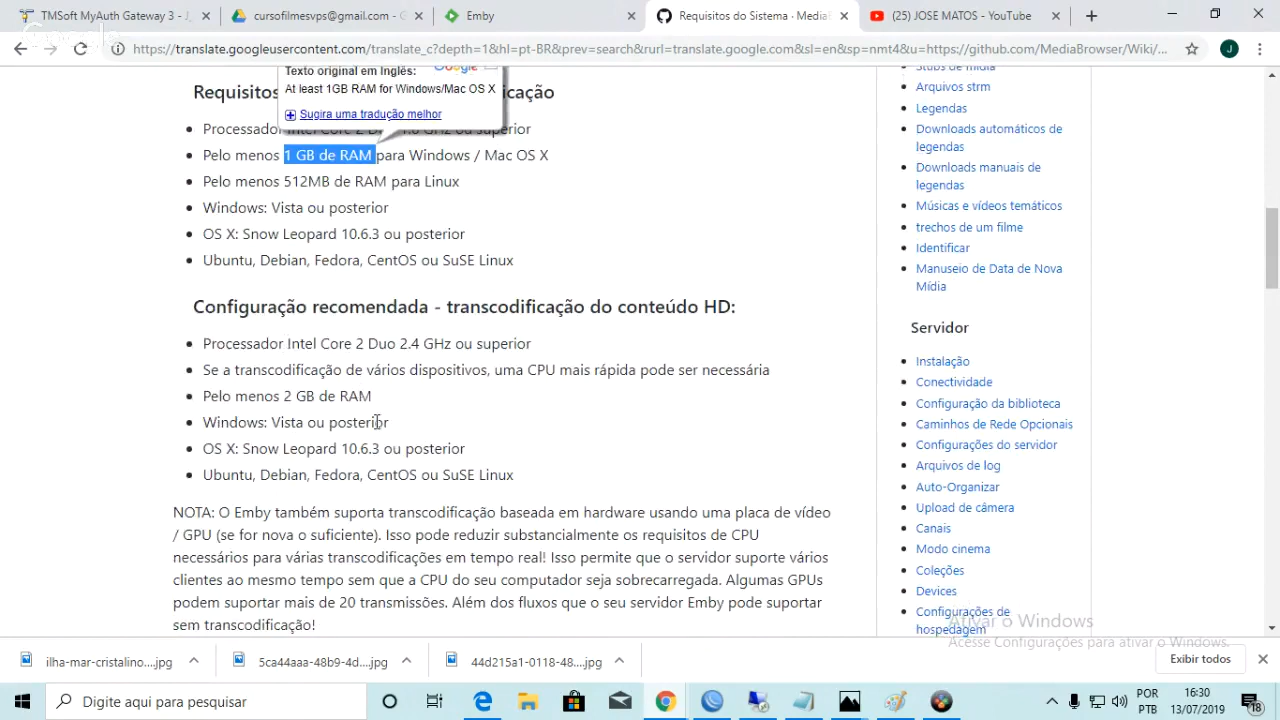 TMSoft MyAuth Gateway 3 - J
cursofilmesvps@gmail.com - G
Emby
Requisitos do Sistema · MediaB
(25) JOSE MATOS - YouTube
https://translate.googleusercontent.com/translate_c?depth=1&hl=pt-BR&prev=search&rurl=translate.google.com&sl=en&sp=nmt4&u=https://github.com/MediaBrowser/Wiki/...
J
Texto original em Inglês:
Google
At least 1GB RAM for Windows/Mac OS X
Sugira uma tradução melhor
Requisitos
icação
Processador Intel Core 2 Duo 1.6 GHz ou superior
Pelo menos 1 GB de RAM para Windows / Mac OS X
Pelo menos 512MB de RAM para Linux
Windows: Vista ou posterior
OS X: Snow Leopard 10.6.3 ou posterior
Ubuntu, Debian, Fedora, CentOS ou SuSE Linux
Configuração recomendada - transcodificação do conteúdo HD:
Processador Intel Core 2 Duo 2.4 GHz ou superior
Se a transcodificação de vários dispositivos, uma CPU mais rápida pode ser necessária
Pelo menos 2 GB de RAM
Windows: Vista ou posterior
OS X: Snow Leopard 10.6.3 ou posterior
Ubuntu, Debian, Fedora, CentOS ou SuSE Linux
NOTA: O Emby também suporta transcodificação baseada em hardware usando uma placa de vídeo
/ GPU (se for nova o suficiente). Isso pode reduzir substancialmente os requisitos de CPU
necessários para várias transcodificações em tempo real! Isso permite que o servidor suporte vários
clientes ao mesmo tempo sem que a CPU do seu computador seja sobrecarregada. Algumas GPUs
podem suportar mais de 20 transmissões. Além dos fluxos que o seu servidor Emby pode suportar
sem transcodificação!
Stubs de mídia
Arquivos strm
Legendas
Downloads automáticos de
legendas
Downloads manuais de
legendas
Músicas e vídeos temáticos
trechos de um filme
Identificar
Manuseio de Data de Nova
Mídia
Servidor
Instalação
Conectividade
Configuração da biblioteca
Caminhos de Rede Opcionais
Configurações do servidor
Arquivos de log
Auto-Organizar
Upload de câmera
Canais
Modo cinema
Coleções
Devices
Configurações de
hospedagem
Ativar o Windows
Acesse Configurações para ativar o Windows.
ilha-mar-cristalino....jpg
5ca44aaa-48b9-4d....jpg
44d215a1-0118-48....jpg
Exibir todos
Digite aqui para pesquisar
POR
PTB
16:30
13/07/2019
18